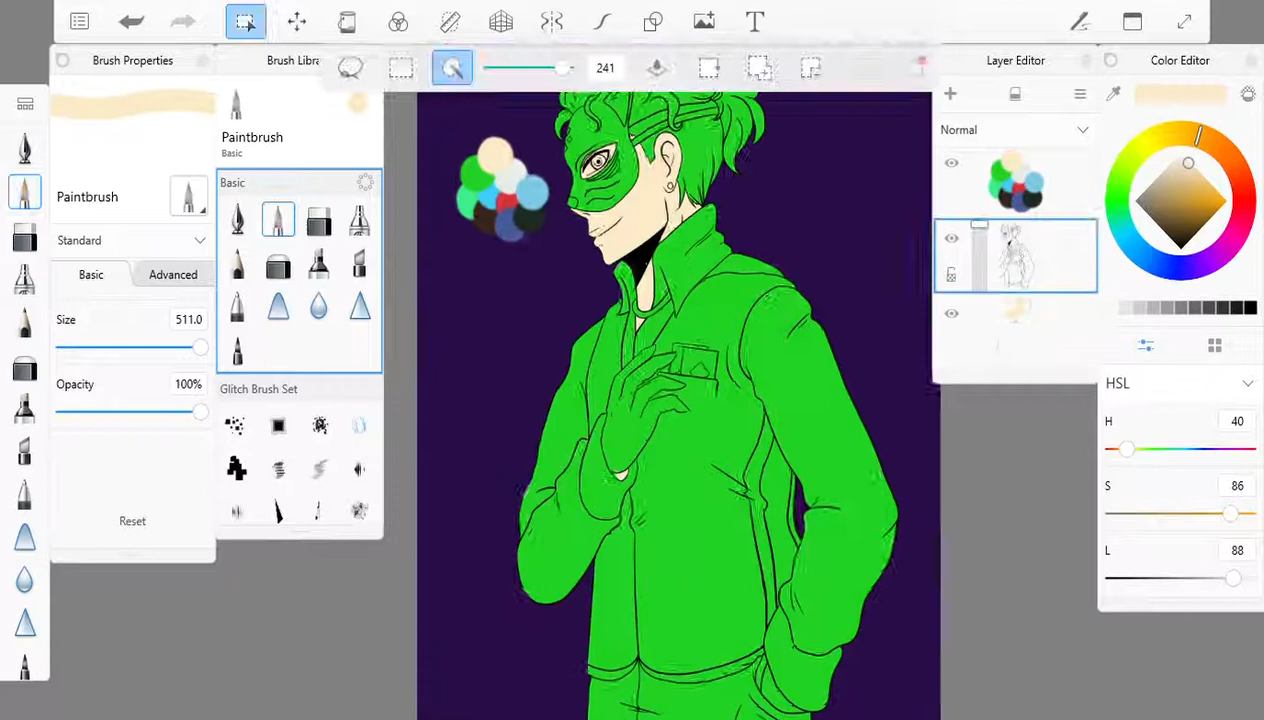 241
Brush Properties
Brush Libra
Layer Editor
Color Editor
Paintbrush
Basic
Normal
Basic
Paintbrush
Standard
Basic
Advanced
Size
511.0
Opacity
100%
Glitch Brush Set
Reset
HSL
H
40
S
86
L
88